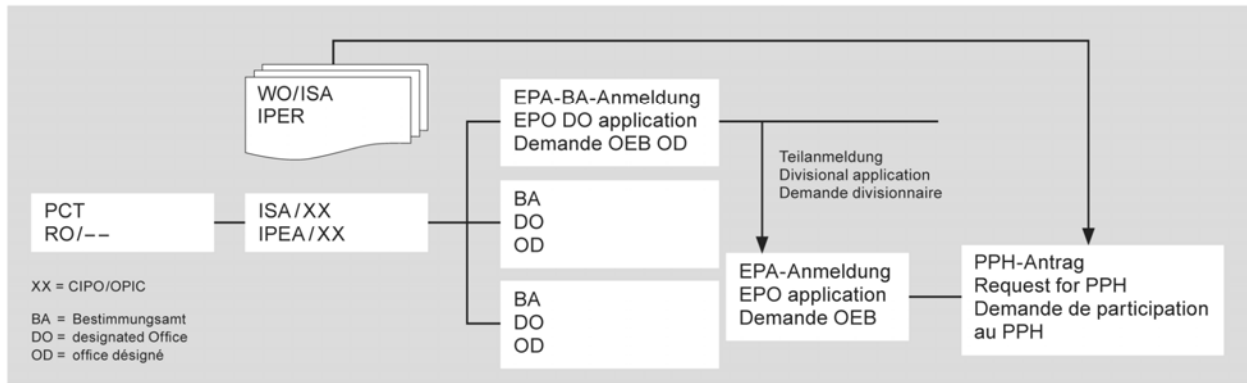 WO/ISA
IPER
EPA-BA-Anmeldung
EPO DO application
Demande OEB OD
Teilanmeldung
Divisional application
Demande divisionnaire
PCT
RO/––
ISA/XX
IPEA/XX
BA
DO
OD
BA
DO
OD
EPA-Anmeldung
EPO application
Demande OEB
PPH-Antrag
Request for PPH
Demande de participation
au PPH
XX = CIPO/OPIC
BA = Bestimmungsamt
DO = designated Office
OD = office désigné